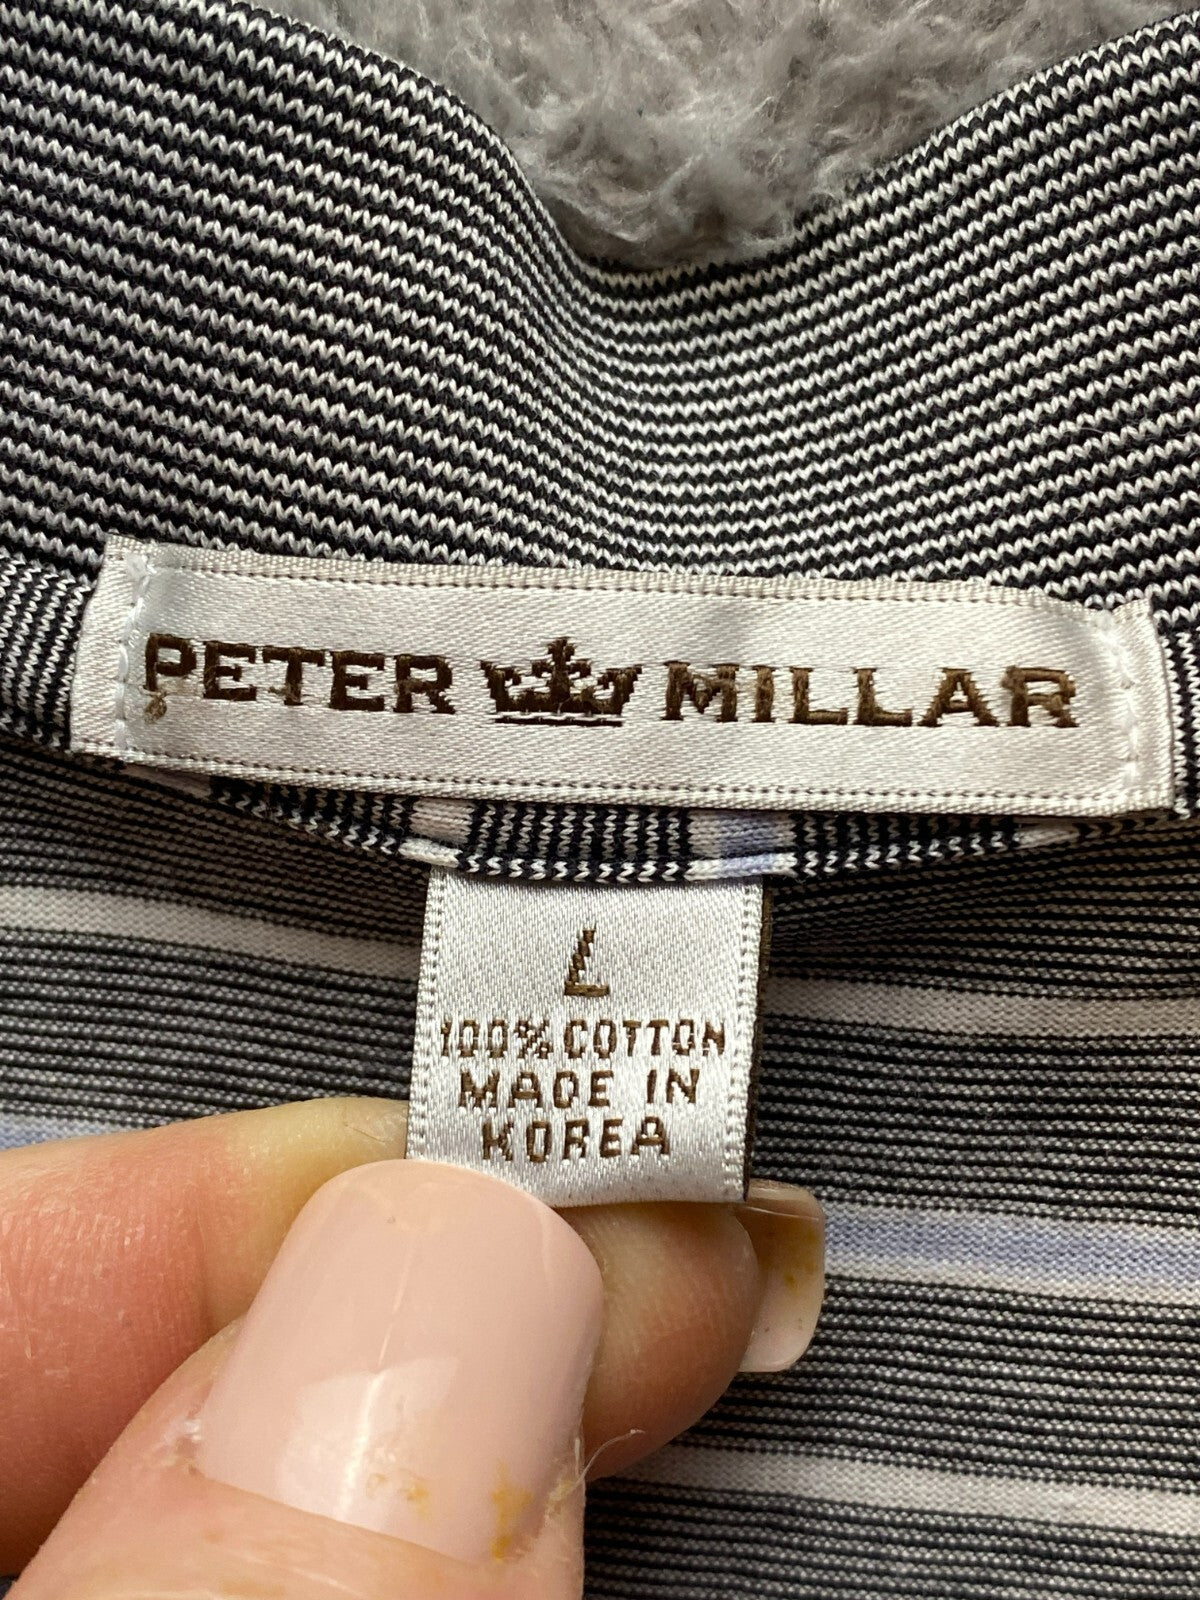 PETER MILLAR
L
100% COTTON
MADE IN
KOREA